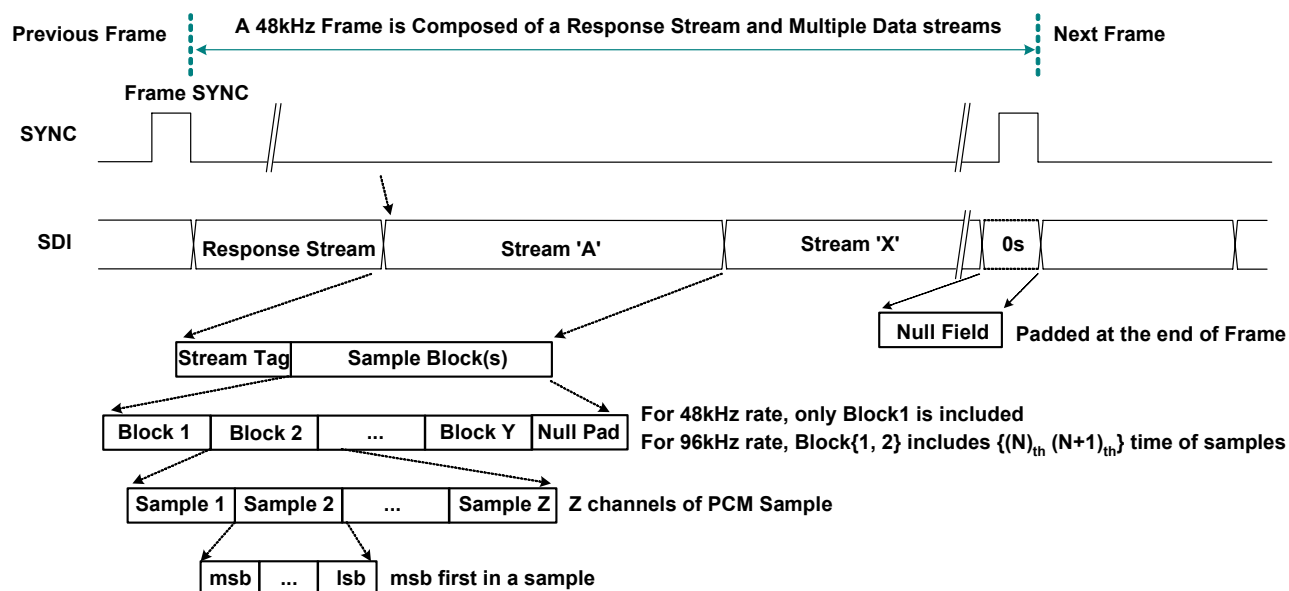 A 48kHz Frame is Composed of a Response Stream and Multiple Data streams
Previous Frame
Next Frame
Frame SYNC
SYNC
SDI
Response Stream
Stream 'A'
Stream 'X'
0s
Null Field
Padded at the end of Frame
Stream Tag
Sample Block(s)
Block 1
Block 2
...
Block Y
Null Pad
For 48kHz rate, only Block1 is included
For 96kHz rate, Block{1, 2} includes {(N)th (N+1)th} time of samples
Sample 1
Sample 2
...
Sample Z
Z channels of PCM Sample
msb
...
lsb
msb first in a sample